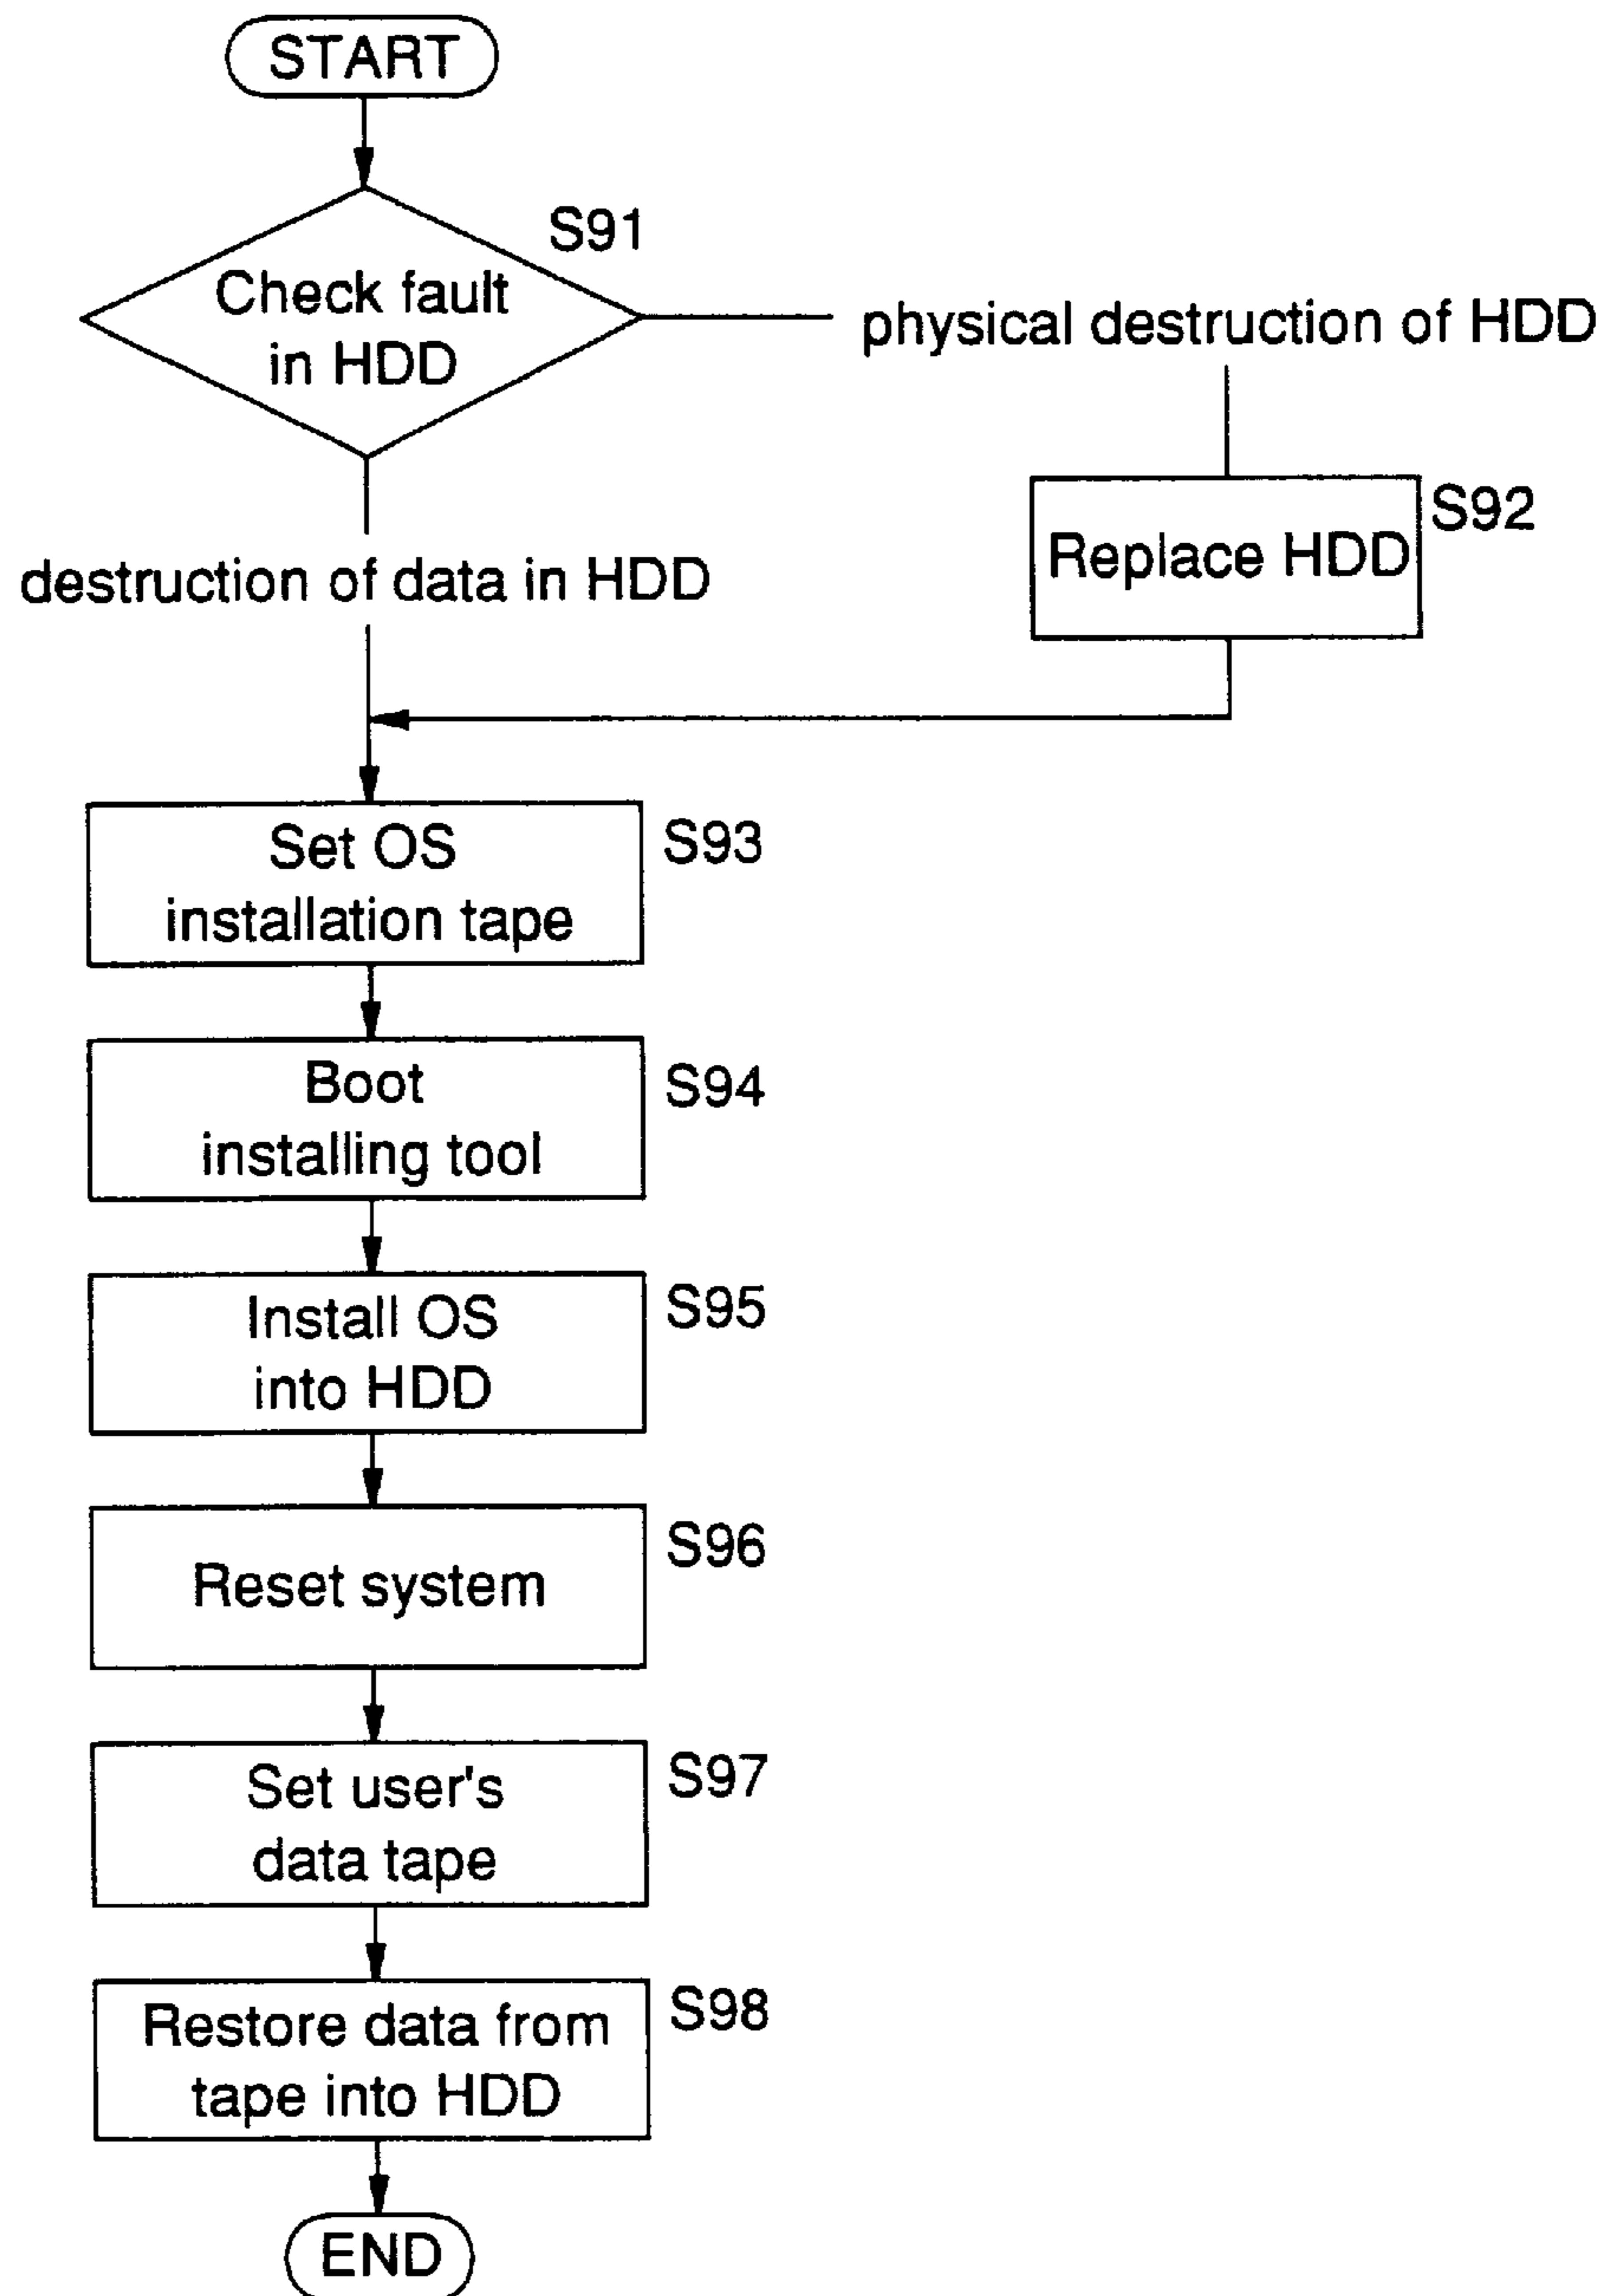 START
S91
Check fault
in HDD
physical destruction of HDD
S92
Replace HDD
destruction of data in HDD
Set OS
installation tape
S93
Boot
installing tool
S94
Install OS
into HDD
S95
Reset system
S96
Set user's
data tape
S97
Restore data from
tape into HDD
S98
END